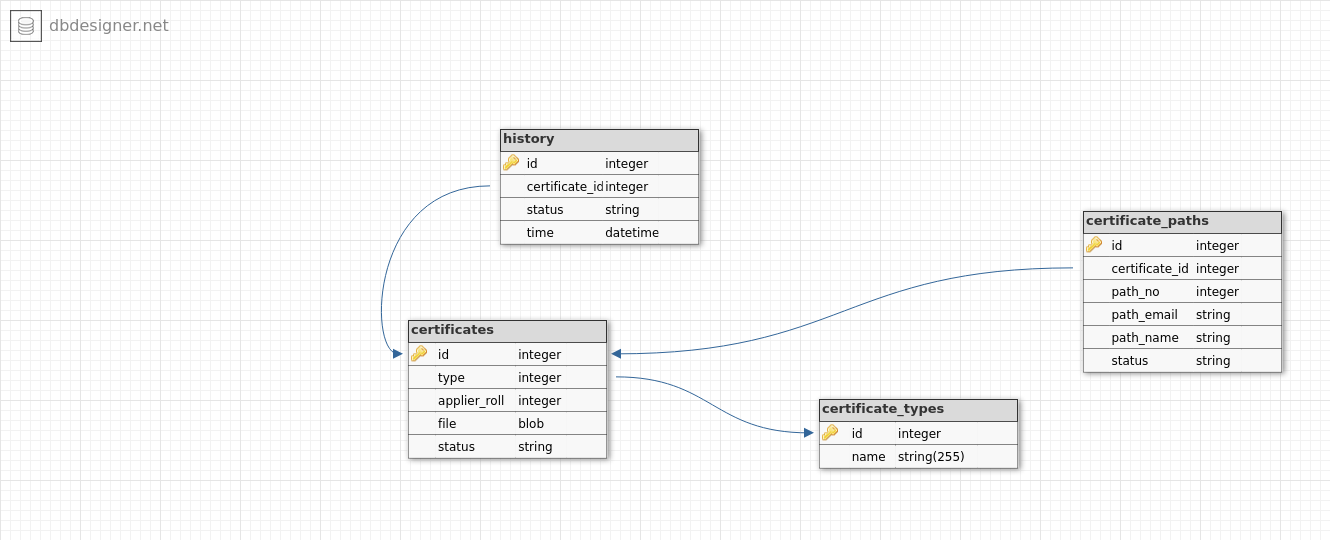 dbdesigner.net
history
id integer
certificate_id integer
status string
time datetime
certificate_paths
id integer
certificate_id integer
path_no integer
path_email string
path_name string
status string
certificates
id integer
type integer
applier_roll integer
file blob
status string
certificate_types
id integer
name string(255)